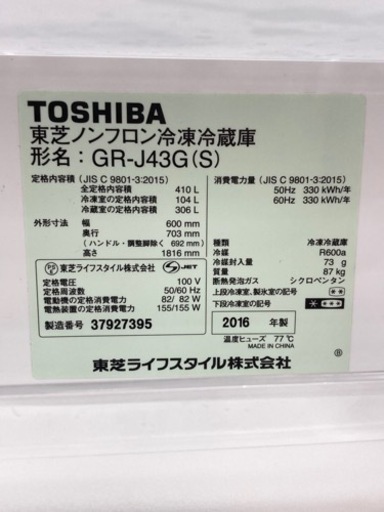 TOSHIBA
東芝ノンフロン冷凍冷蔵庫
形名：GR-J43G(S)
定格内容積 (JIS C 9801-3:2015)
全定格内容積 410 L
冷凍室の定格内容積 104 L
冷蔵室の定格内容積 306 L
外形寸法： 幅 600 mm
奥行 703 mm
(ハンドル・調整脚除く 692 mm)
高さ 1816 mm
消費電力量 (JIS C 9801-3:2015)
50Hz 330 kWh/年
60Hz 330 kWh/年
種類 冷凍冷蔵庫
冷媒 R600a
冷媒封入量 73 g
質量 87 kg
断熱発泡ガス シクロペンタン
上段冷凍室、製氷室の記号
下段冷凍室の記号
東芝ライフスタイル株式会社
JET
定格電圧 100 V
定格周波数 50/60 Hz
電動機の定格消費電力 82/ 82 W
電熱装置の定格消費電力 155/155 W
製造番号 37927395
2016 年製
温度ヒューズ 77℃
MADE IN CHINA
東芝ライフスタイル株式会社